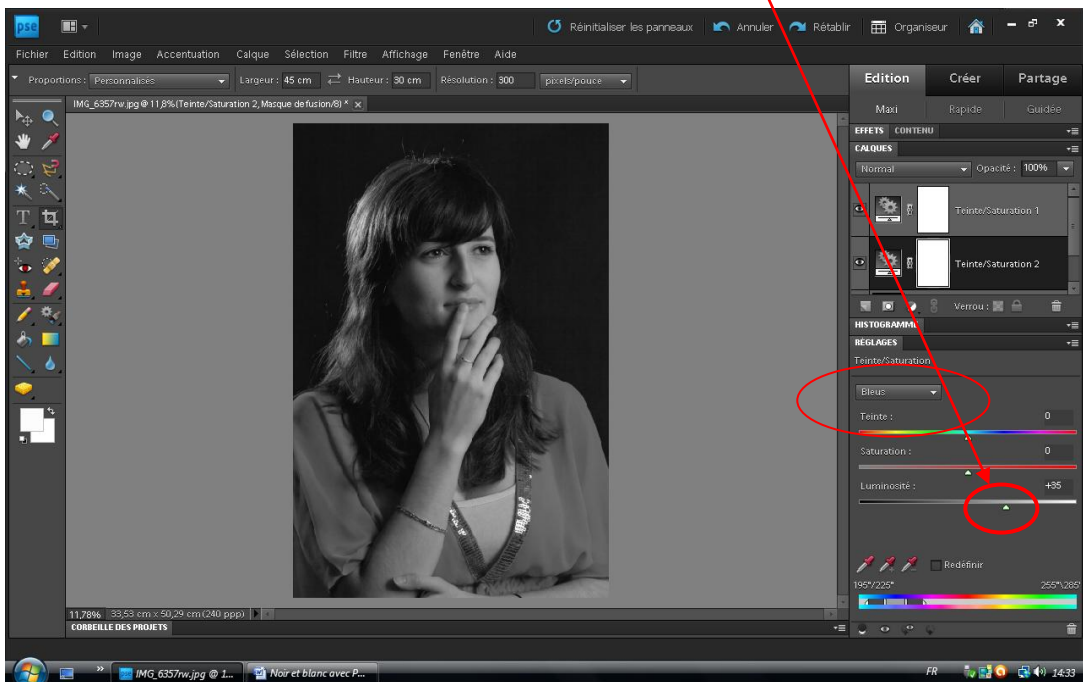 pse Réinitialiser les panneaux Annuler Rétablir Organiseur
Fichier Edition Image Accentuation Calque Sélection Filtre Affichage Fenêtre Aide
Proportions : Personnalisés Largeur : 45 cm Hauteur : 30 cm Résolution : 300 pixels/pouce
Edition Créer Partage
IMG_6357rw.jpg @ 11,8% (Teinte/Saturation 2, Masque de fusion/8) * x
Maxi Rapide Guidée
EFFETS CONTENU
CALQUES
Normal Opacité : 100%
Teinte/Saturation 1
T
Teinte/Saturation 2
Verrou :
HISTOGRAMME
RÉGLAGES
Teinte/Saturation
Bleus
Teinte : 0
Saturation : 0
Luminosité : +35
Redéfinir
195°/225° 255°\285°
11,78% 33,53 cm x 50,29 cm (240 ppp)
CORBEILLE DES PROJETS
IMG_6357rw.jpg @ 1... Noir et blanc avec P... FR 14:33